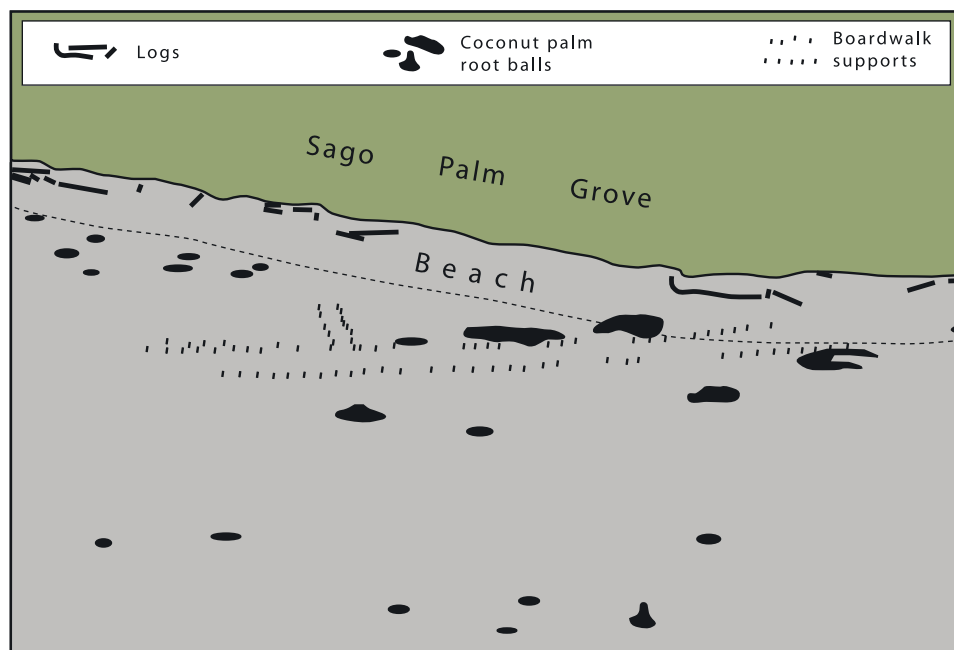 Logs
Coconut palm
root balls
Boardwalk
supports
Sago Palm Grove
Beach